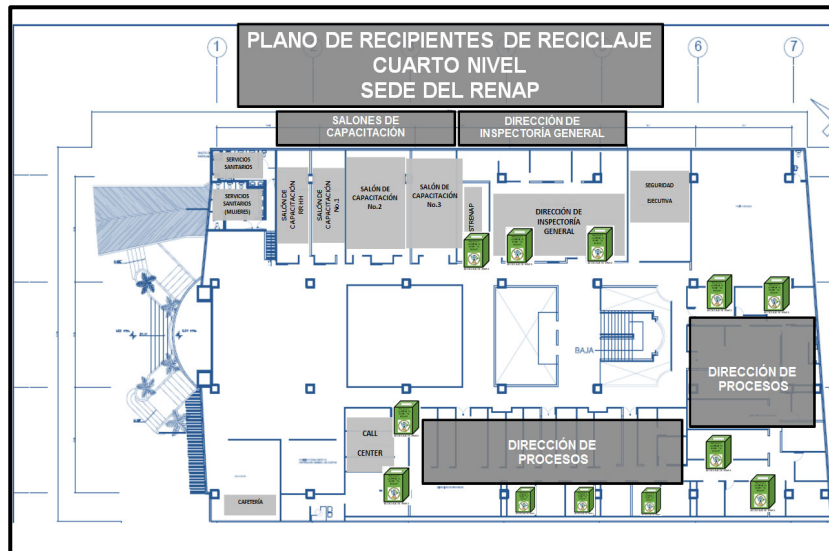 PLANO DE RECIPIENTES DE RECICLAJE
CUARTO NIVEL
SEDE DEL RENAP
1
6
7
SALONES DE
CAPACITACIÓN
DIRECCIÓN DE
INSPECTORÍA GENERAL
SERVICIOS
SANITARIOS
SERVICIOS
SANITARIOS
(MUJERES)
SALÓN DE
CAPACITACIÓN
RR HH
SALÓN DE
CAPACITACIÓN
No.1
SALÓN DE
CAPACITACIÓN
No.2
SALÓN DE
CAPACITACIÓN
No.3
STRENAP
DIRECCIÓN DE
INSPECTORÍA
GENERAL
SEGURIDAD
EJECUTIVA
BAJA
DIRECCIÓN DE
PROCESOS
CALL
CENTER
DIRECCIÓN DE
PROCESOS
CAFETERÍA